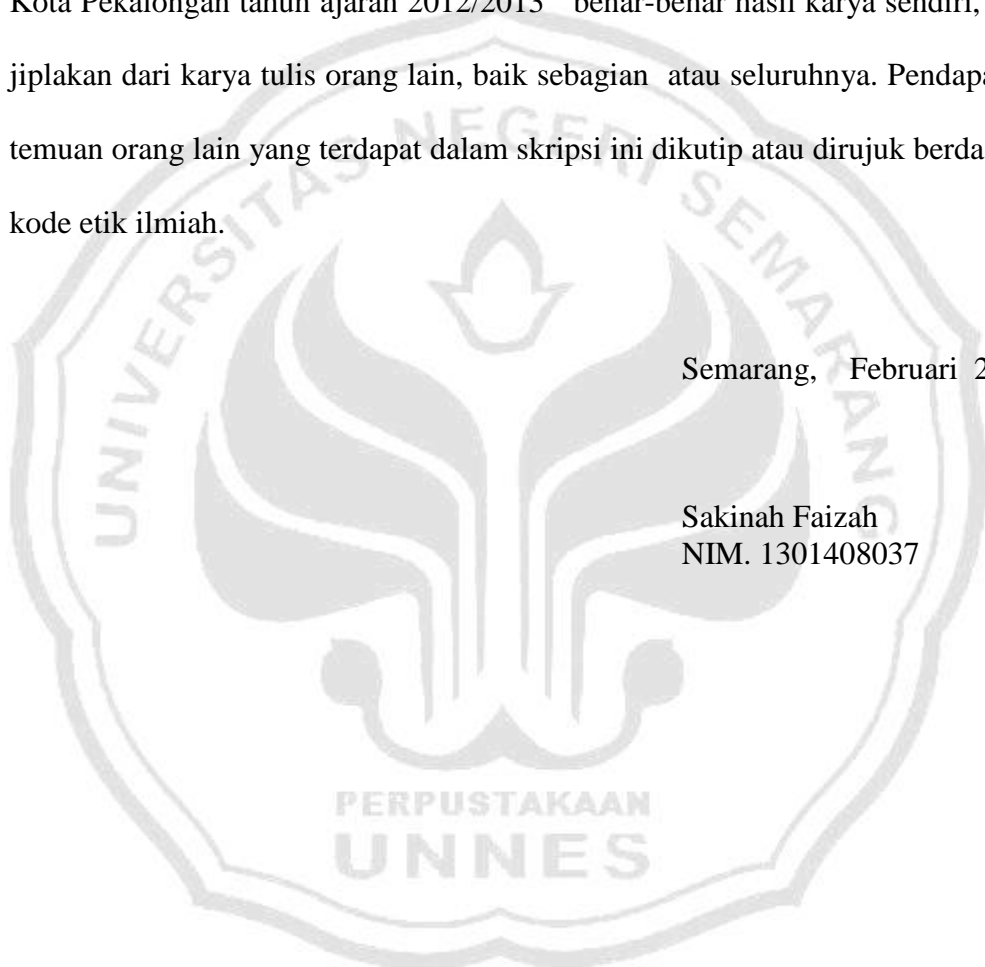 Kota Pekalongan tahun ajaran 2012/2013 benar-benar hasil karya sendiri,
jiplakan dari karya tulis orang lain, baik sebagian atau seluruhnya. Pendapa
temuan orang lain yang terdapat dalam skripsi ini dikutip atau dirujuk berda
kode etik ilmiah.
UNIVERSITAS NEGERI SEMARANG
Semarang, Februari 2
Sakinah Faizah
NIM. 1301408037
PERPUSTAKAAN
UNNES